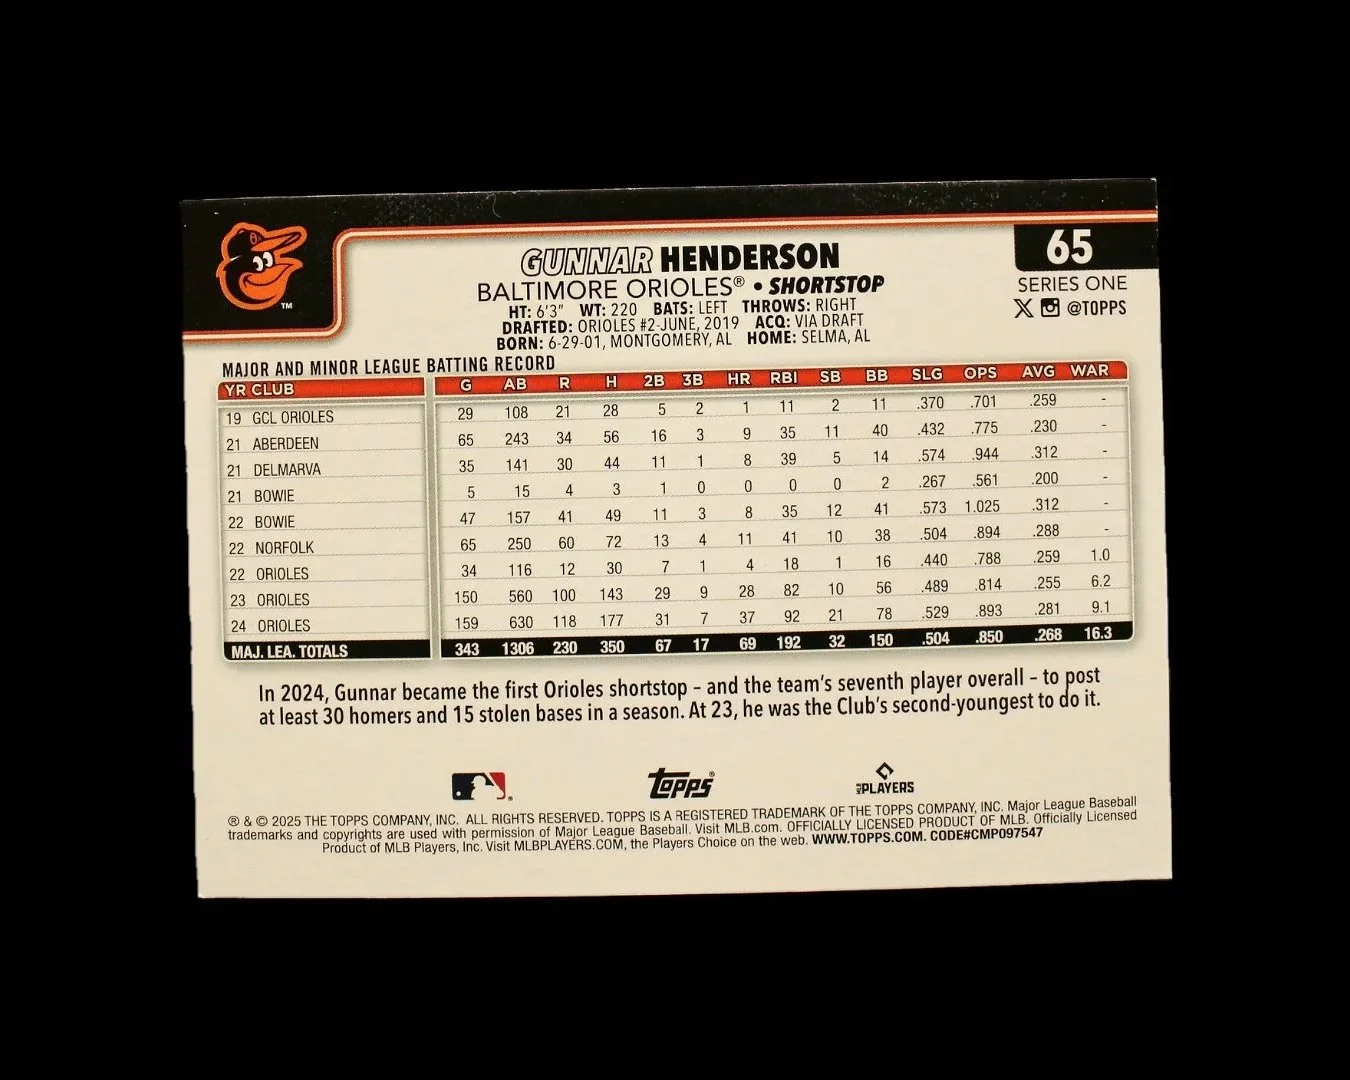 GUNNAR HENDERSON
BALTIMORE ORIOLES® • SHORTSTOP
HT: 6'3" WT: 220 BATS: LEFT THROWS: RIGHT
DRAFTED: ORIOLES #2-JUNE, 2019 ACQ: VIA DRAFT
BORN: 6-29-01, MONTGOMERY, AL HOME: SELMA, AL
65
SERIES ONE
@TOPPS
TM
MAJOR AND MINOR LEAGUE BATTING RECORD
YR CLUB G AB R H 2B 3B HR RBI SB BB SLG OPS AVG WAR
19 GCL ORIOLES 29 108 21 28 5 2 1 11 2 11 .370 .701 .259 -
21 ABERDEEN 65 243 34 56 16 3 9 35 11 40 .432 .775 .230 -
21 DELMARVA 35 141 30 44 11 1 8 39 5 14 .574 .944 .312 -
21 BOWIE 5 15 4 3 1 0 0 0 0 2 .267 .561 .200 -
22 BOWIE 47 157 41 49 11 3 8 35 12 41 .573 1.025 .312 -
22 NORFOLK 65 250 60 72 13 4 11 41 10 38 .504 .894 .288 -
22 ORIOLES 34 116 12 30 7 1 4 18 1 16 .440 .788 .259 1.0
23 ORIOLES 150 560 100 143 29 9 28 82 10 56 .489 .814 .255 6.2
24 ORIOLES 159 630 118 177 31 7 37 92 21 78 .529 .893 .281 9.1
MAJ. LEA. TOTALS 343 1306 230 350 67 17 69 192 32 150 .504 .850 .268 16.3
In 2024, Gunnar became the first Orioles shortstop – and the team's seventh player overall – to post
at least 30 homers and 15 stolen bases in a season. At 23, he was the Club's second-youngest to do it.
topps®
MLB PLAYERS
® & © 2025 THE TOPPS COMPANY, INC. ALL RIGHTS RESERVED. TOPPS IS A REGISTERED TRADEMARK OF THE TOPPS COMPANY, INC. Major League Baseball
trademarks and copyrights are used with permission of Major League Baseball. Visit MLB.com. OFFICIALLY LICENSED PRODUCT OF MLB. Officially Licensed
Product of MLB Players, Inc. Visit MLBPLAYERS.COM, the Players Choice on the web. WWW.TOPPS.COM. CODE#CMP097547